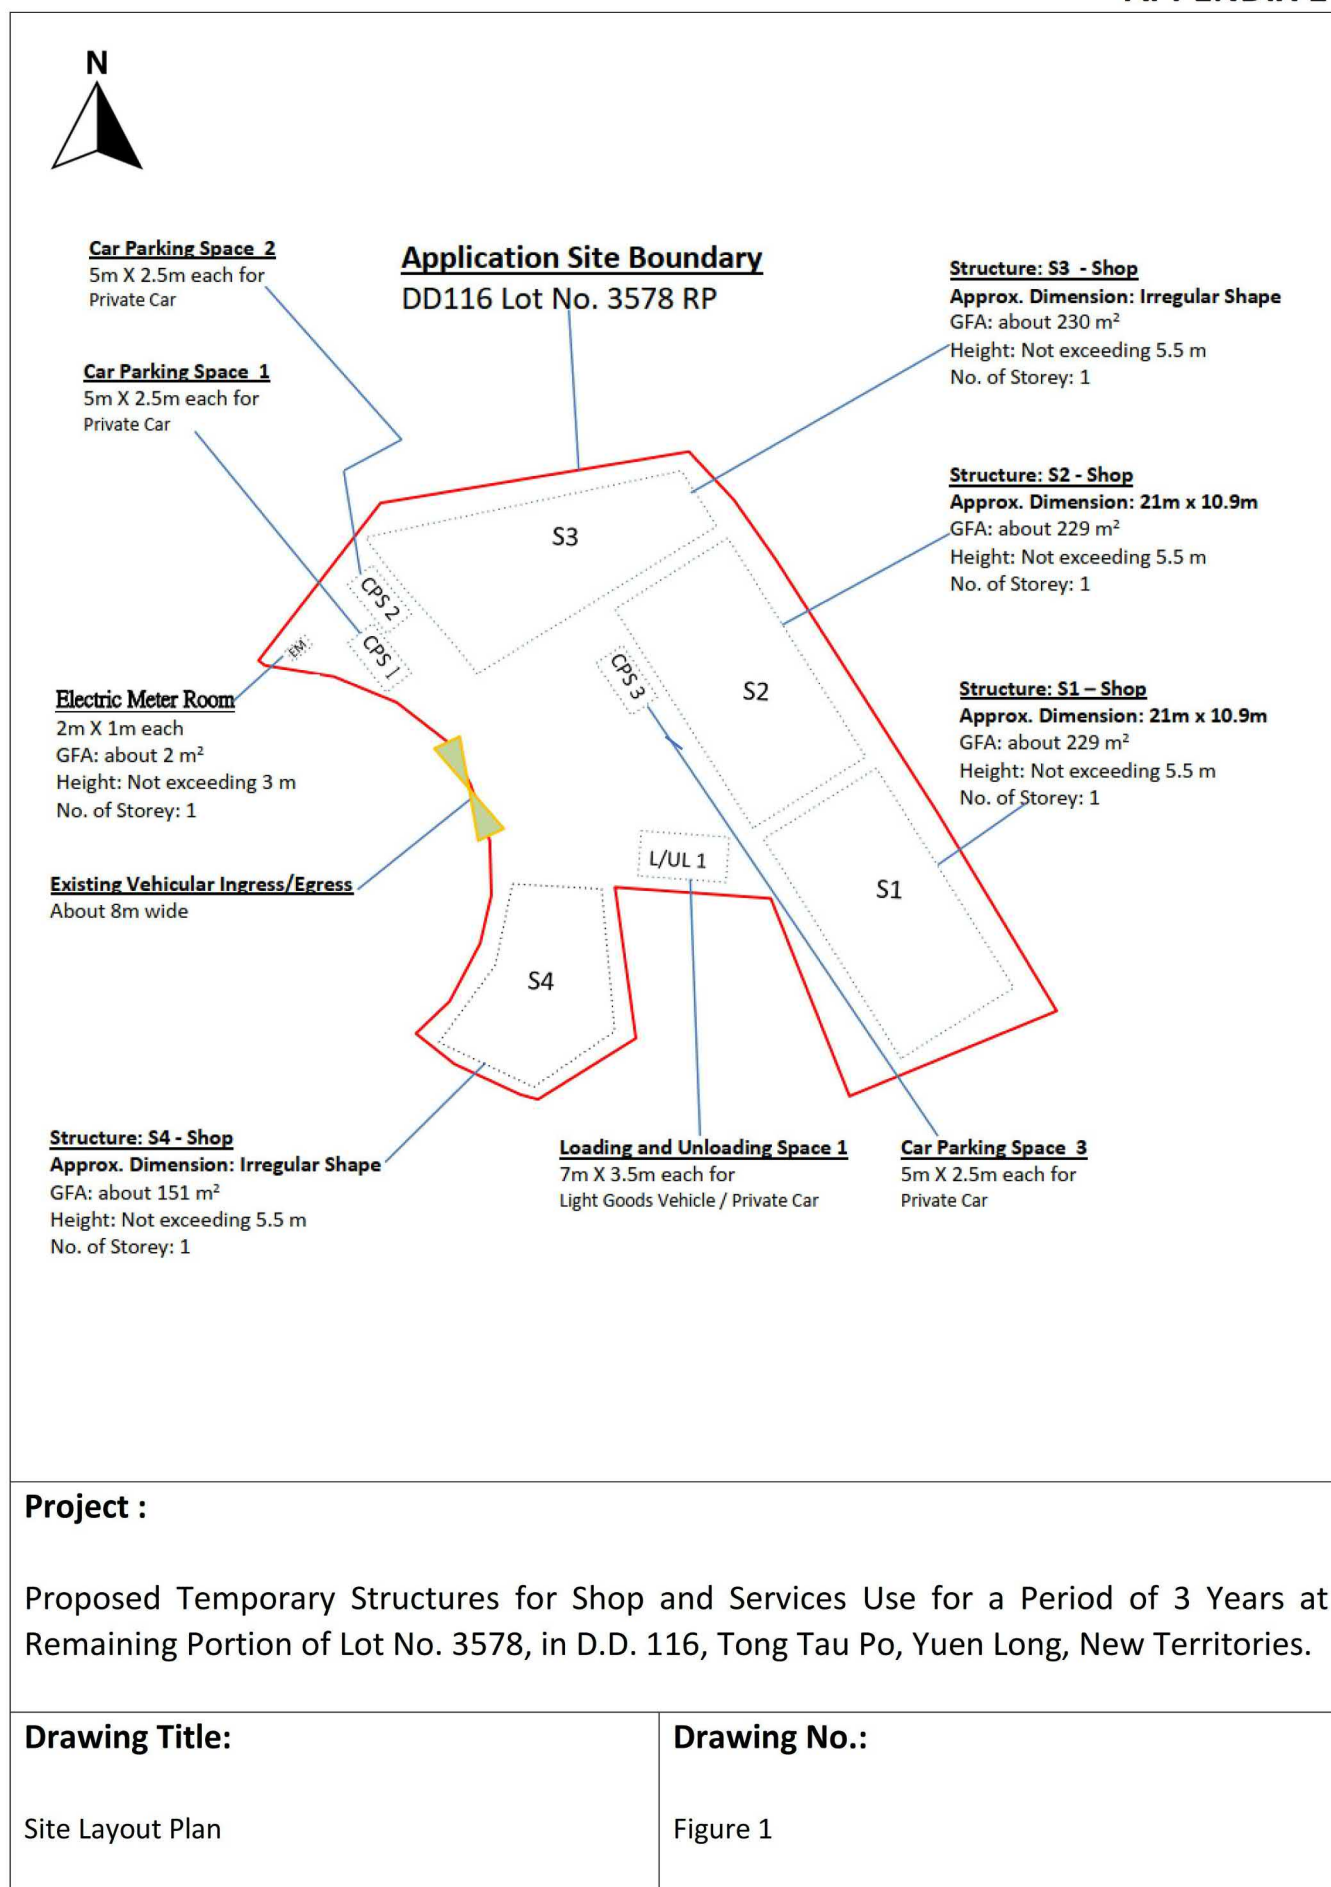 N
Car Parking Space 2
5m X 2.5m each for
Private Car
Application Site Boundary
DD116 Lot No. 3578 RP
Structure: S3 - Shop
Approx. Dimension: Irregular Shape
GFA: about 230 m²
Height: Not exceeding 5.5 m
No. of Storey: 1
Car Parking Space 1
5m X 2.5m each for
Private Car
Structure: S2 - Shop
Approx. Dimension: 21m x 10.9m
GFA: about 229 m²
Height: Not exceeding 5.5 m
No. of Storey: 1
S3
CPS 2
CPS 1
EM
CPS 3
S2
Electric Meter Room
2m X 1m each
GFA: about 2 m²
Height: Not exceeding 3 m
No. of Storey: 1
Structure: S1 – Shop
Approx. Dimension: 21m x 10.9m
GFA: about 229 m²
Height: Not exceeding 5.5 m
No. of Storey: 1
L/UL 1
S1
Existing Vehicular Ingress/Egress
About 8m wide
S4
Structure: S4 - Shop
Approx. Dimension: Irregular Shape
GFA: about 151 m²
Height: Not exceeding 5.5 m
No. of Storey: 1
Loading and Unloading Space 1
7m X 3.5m each for
Light Goods Vehicle / Private Car
Car Parking Space 3
5m X 2.5m each for
Private Car
Project :
Proposed Temporary Structures for Shop and Services Use for a Period of 3 Years at
Remaining Portion of Lot No. 3578, in D.D. 116, Tong Tau Po, Yuen Long, New Territories.
Drawing Title:
Site Layout Plan
Drawing No.:
Figure 1